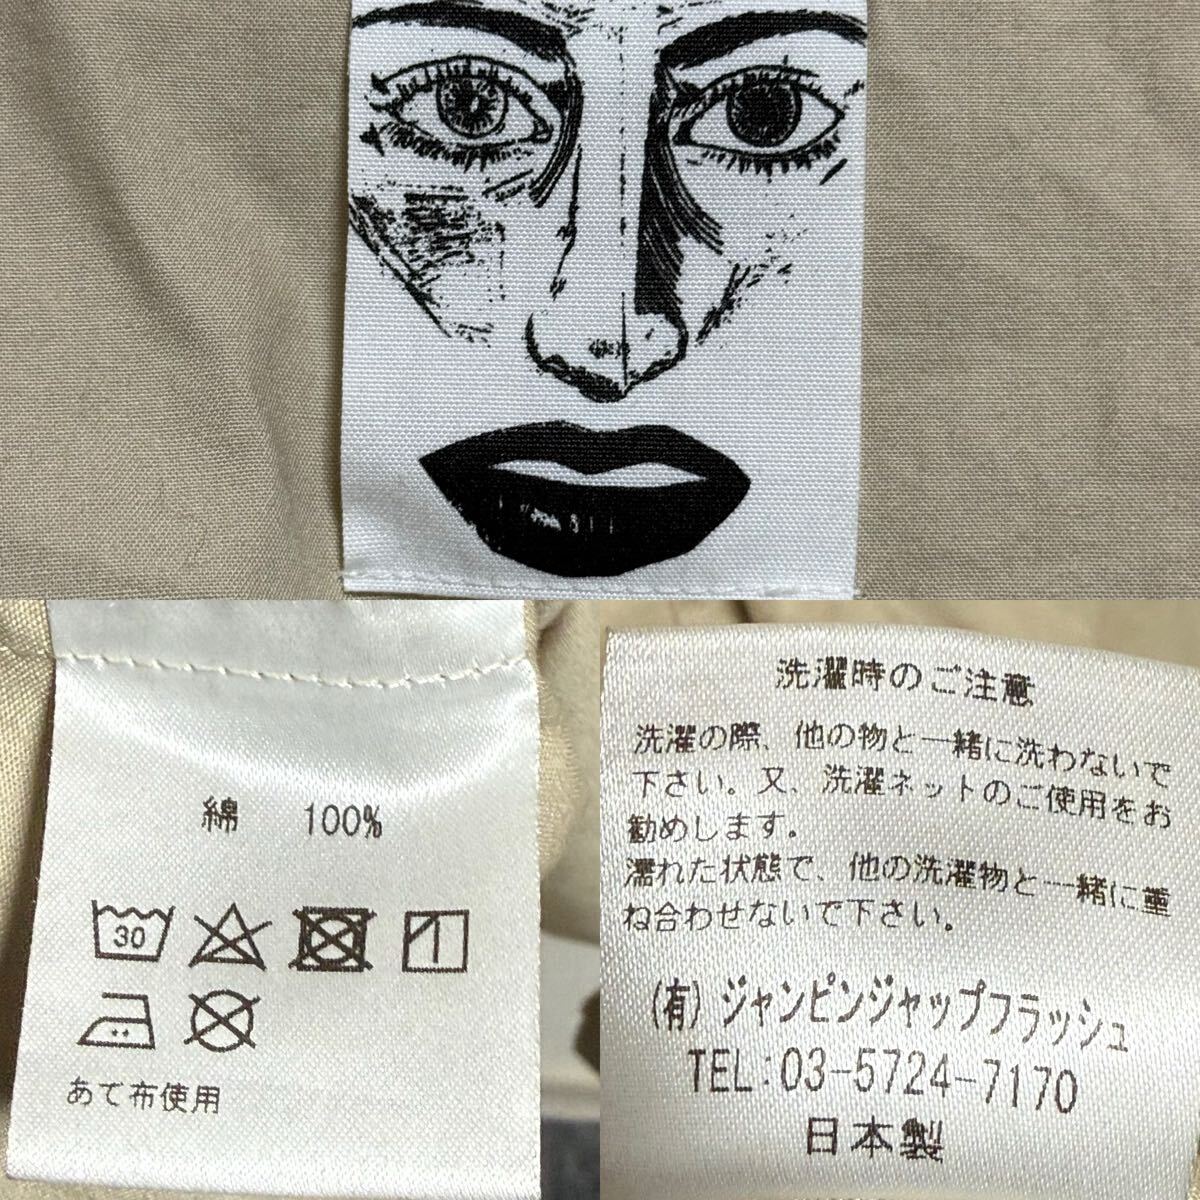 綿 100%
30
あて布使用
洗濯時のご注意
洗濯の際、他の物と一緒に洗わないで
下さい。又、洗濯ネットのご使用をお
勧めします。
濡れた状態で、他の洗濯物と一緒に重
ね合わせないで下さい。
(有)ジャンピンジャップフラッシュ
TEL:03-5724-7170
日本製